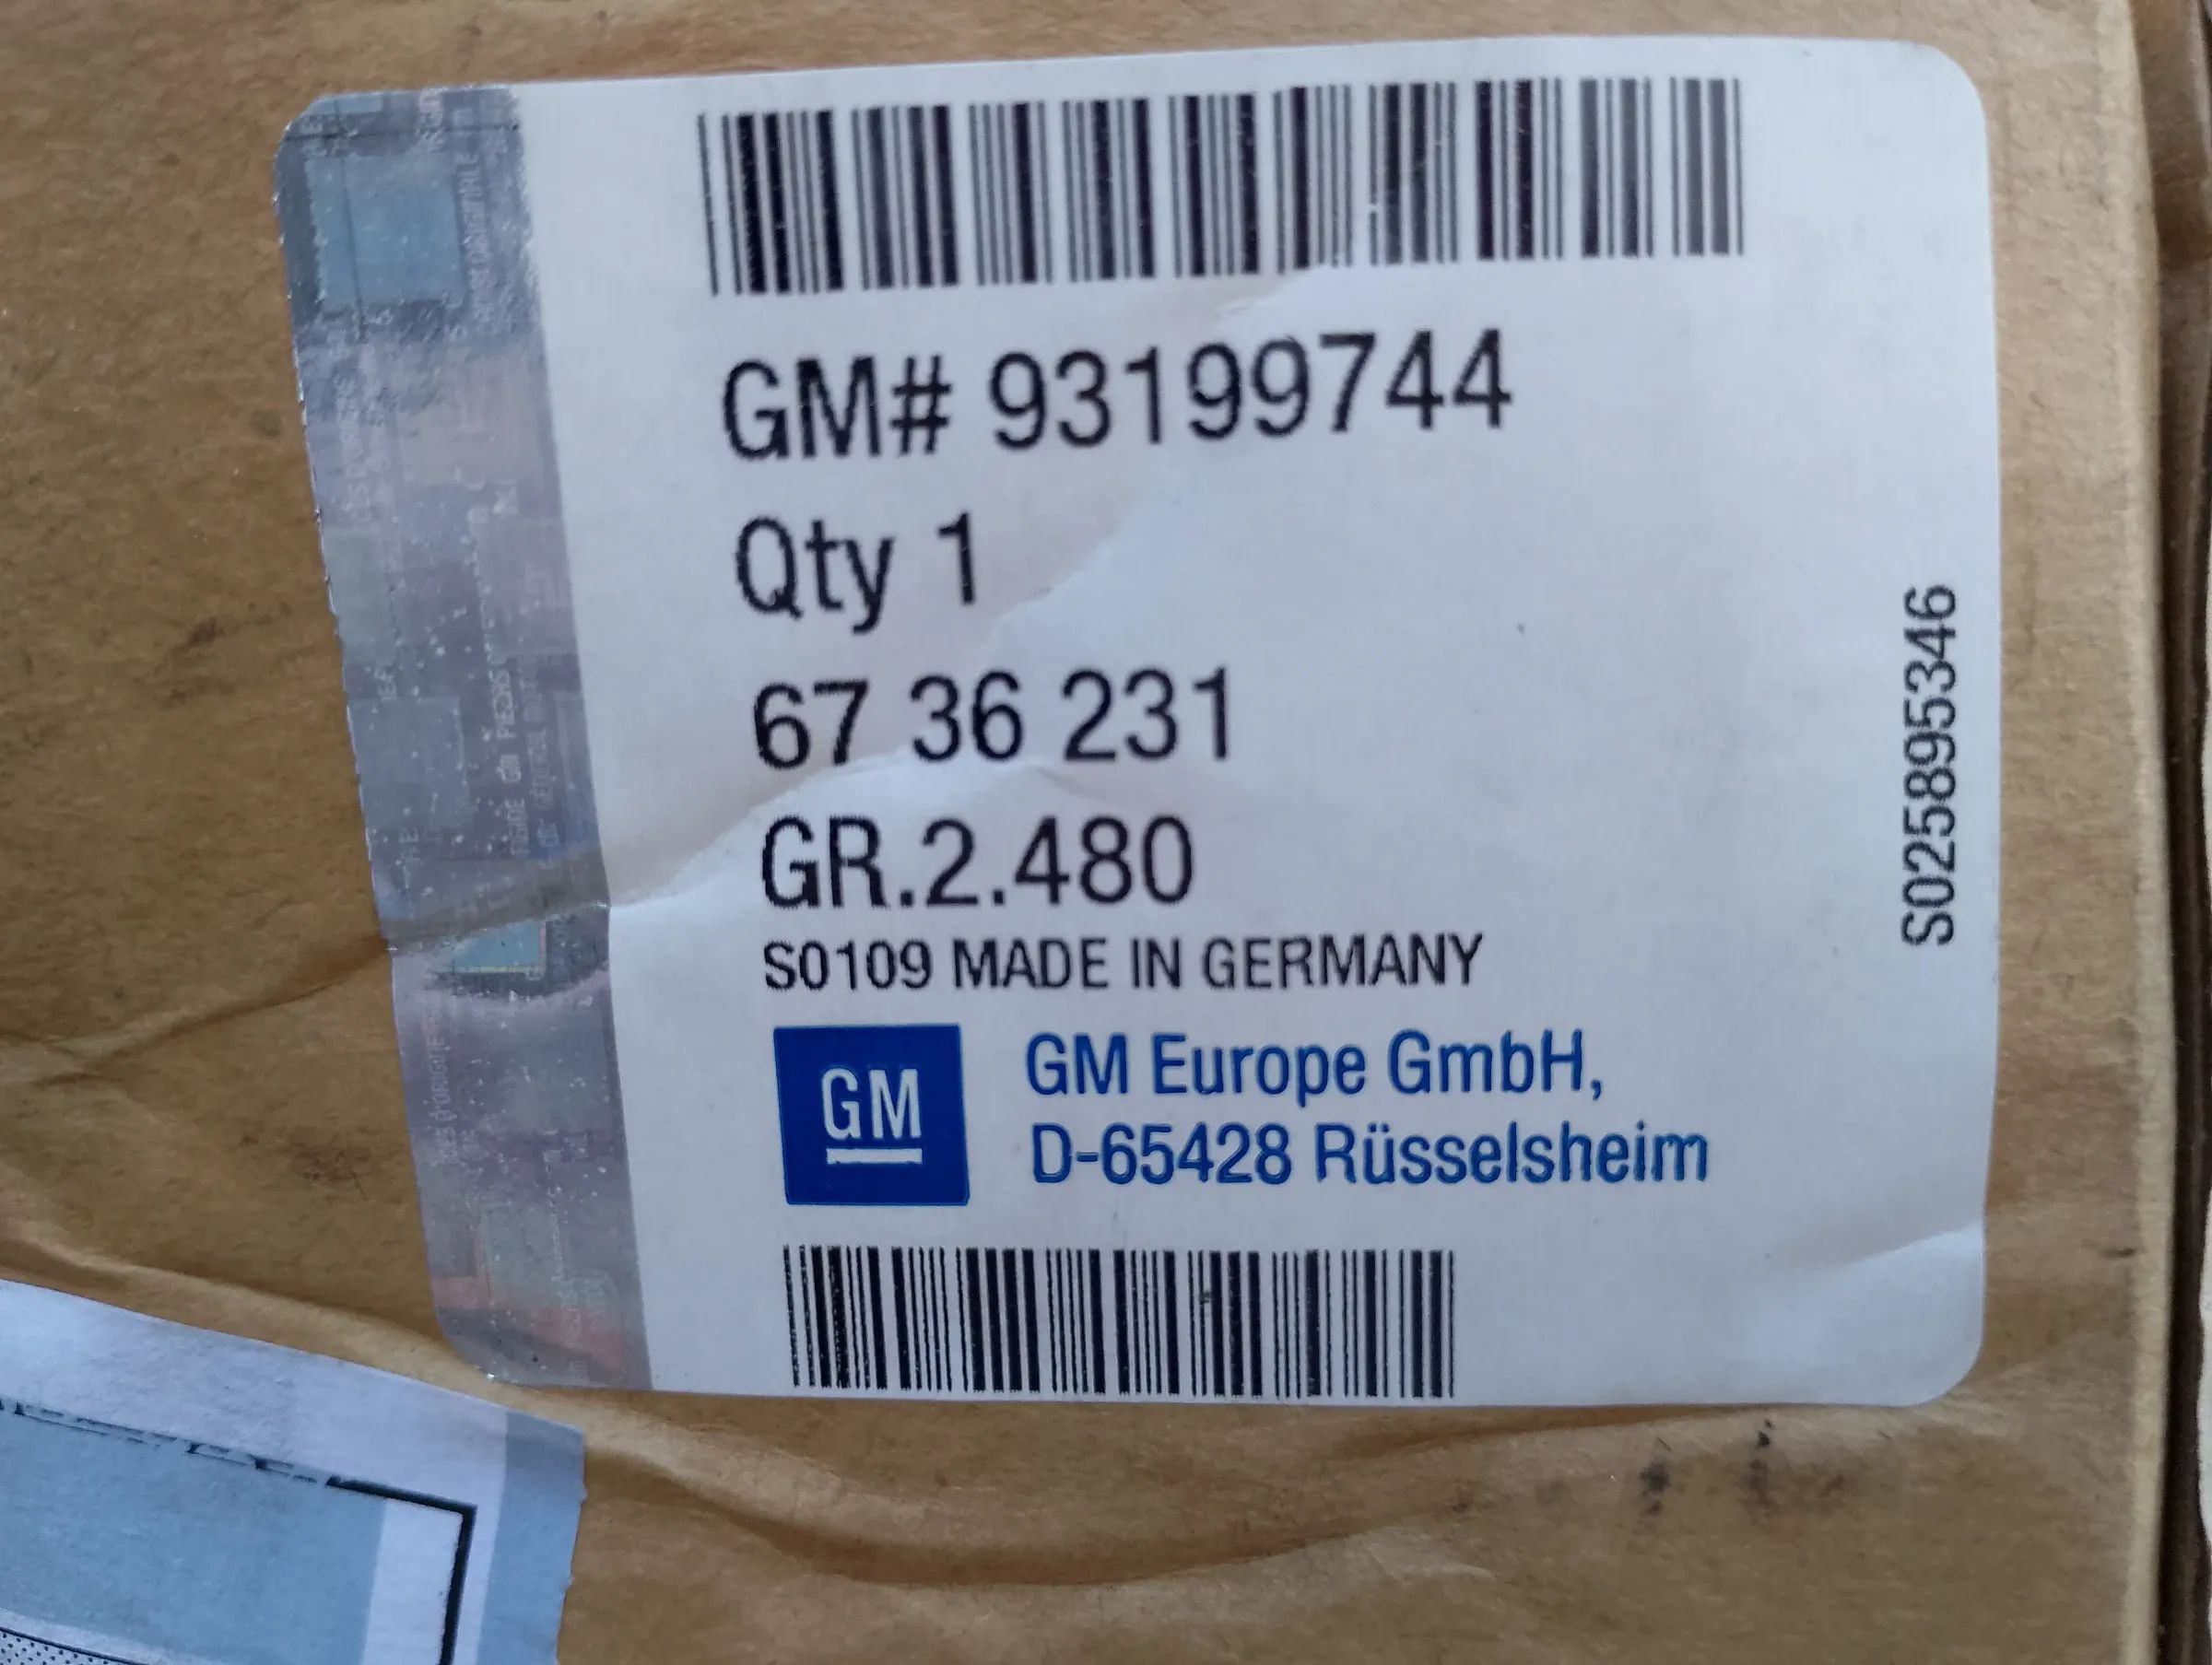 GM# 93199744
Qty 1
67 36 231
GR.2.480
S0109 MADE IN GERMANY
GM
GM Europe GmbH,
D-65428 Rüsselsheim
S025895346